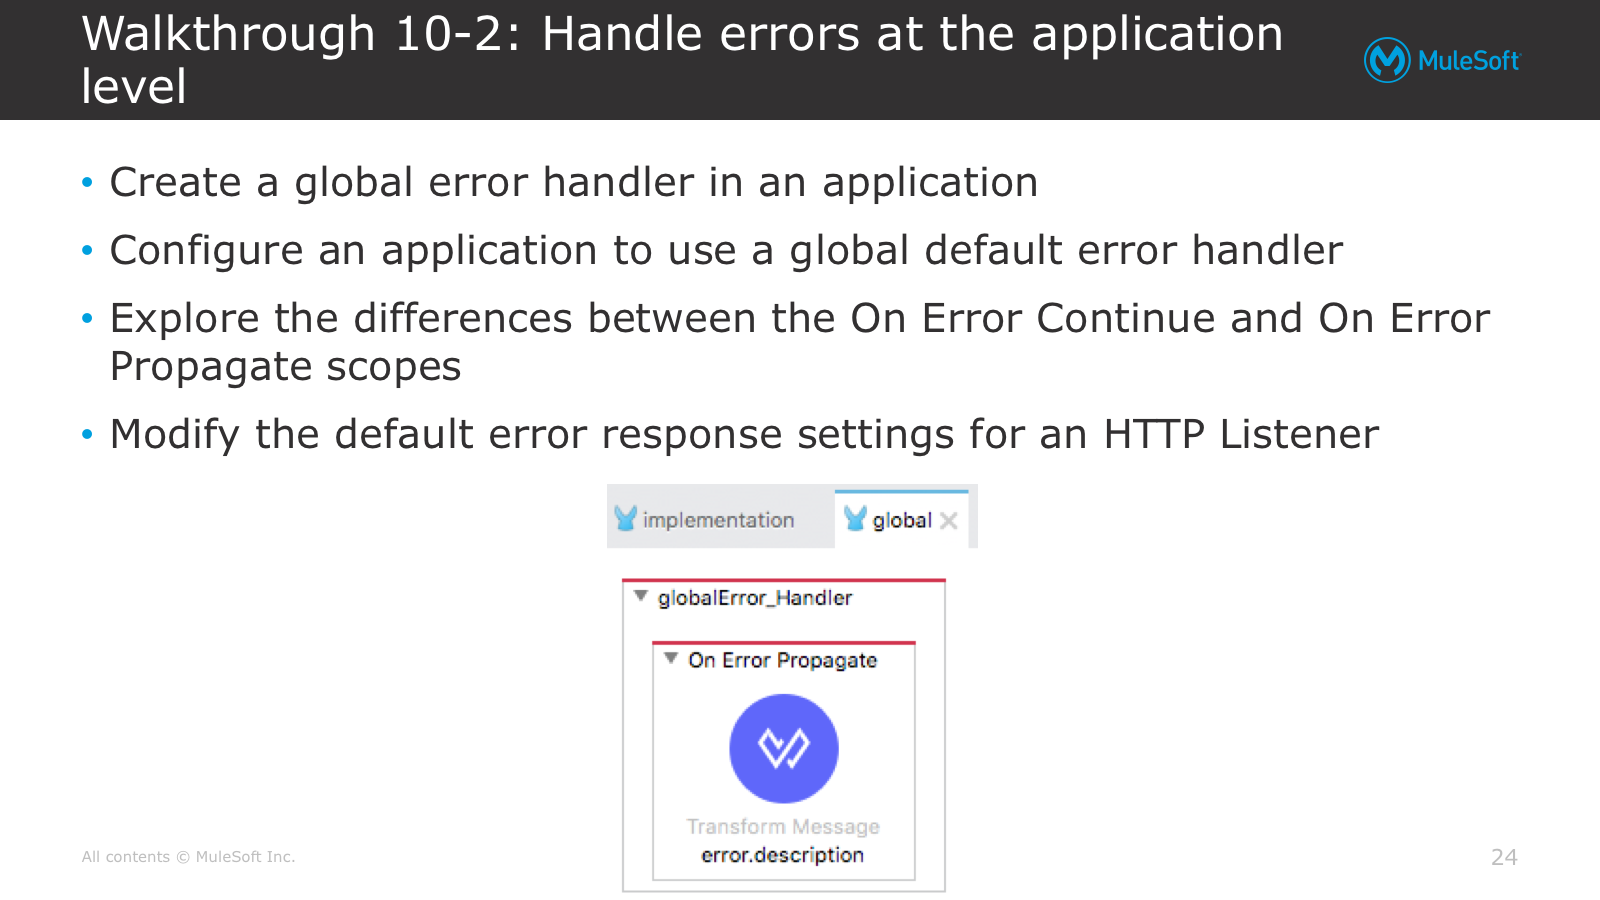 Walkthrough 10-2: Handle errors at the application
level
MuleSoft
• Create a global error handler in an application
• Configure an application to use a global default error handler
• Explore the differences between the On Error Continue and On Error
Propagate scopes
• Modify the default error response settings for an HTTP Listener
implementation
global
globalError_Handler
On Error Propagate
Transform Message
error.description
All contents © MuleSoft Inc.
24